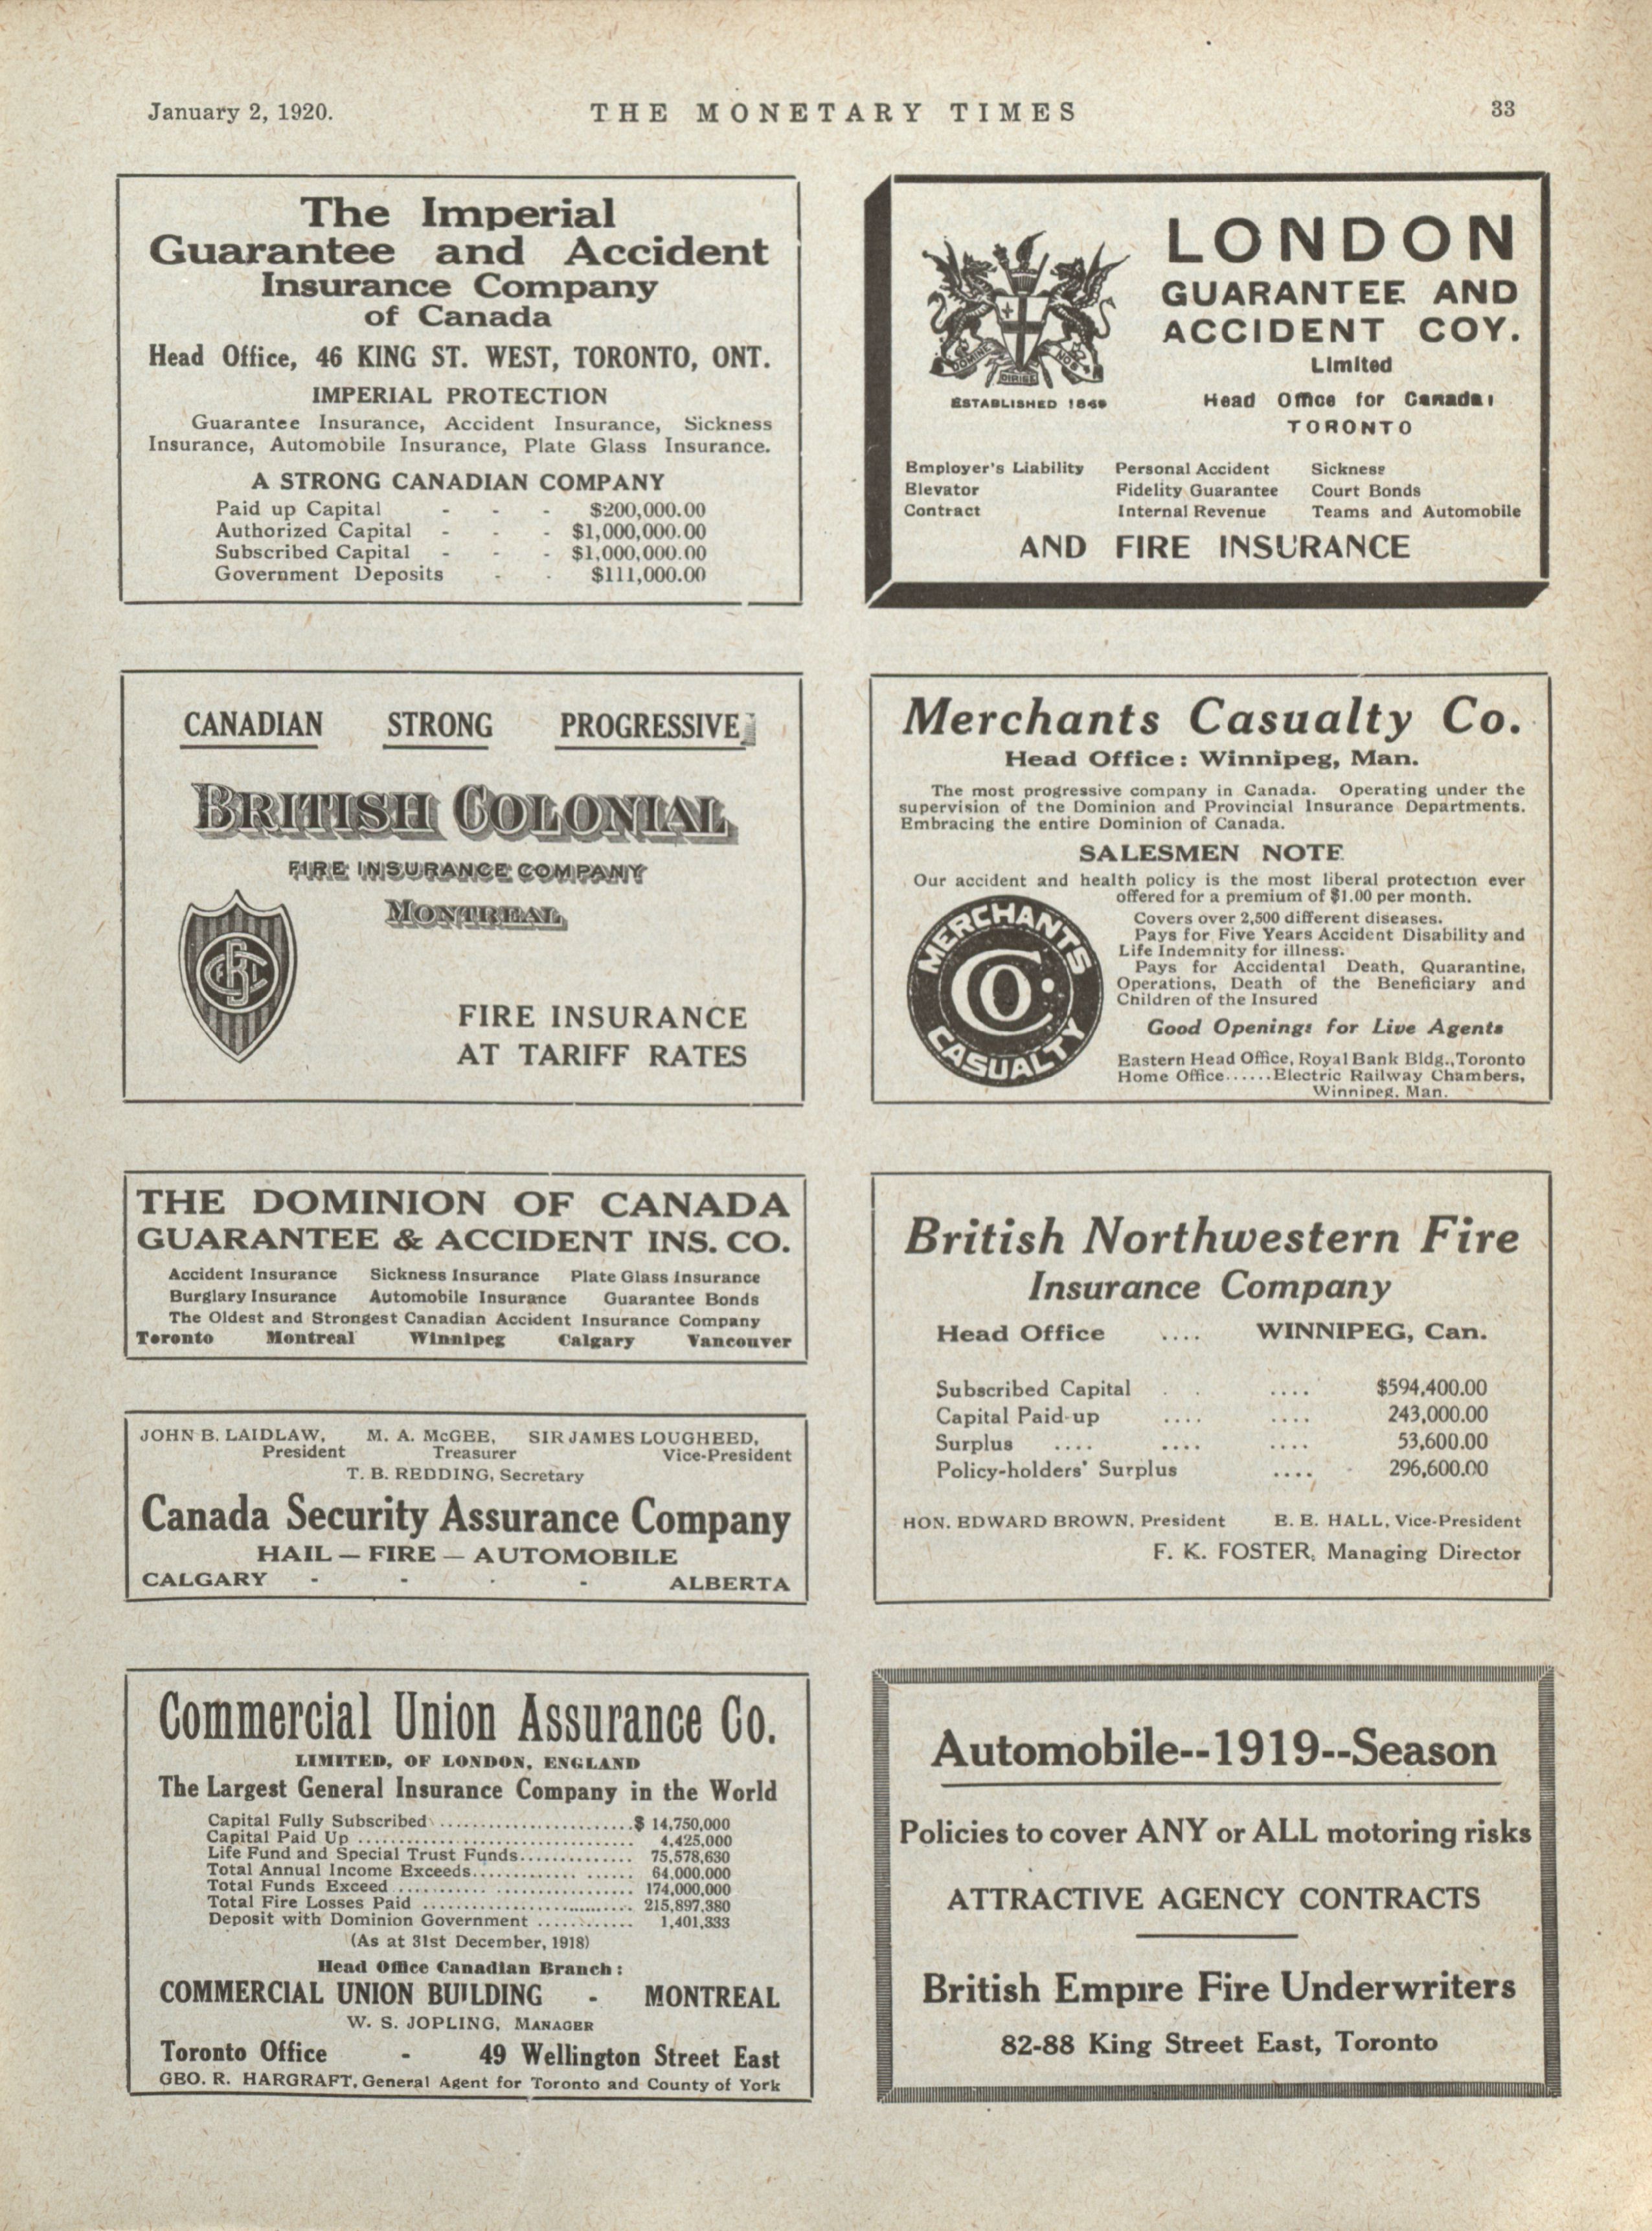 January 2, 1920.
THE MONETARY TIMES
33
The Imperial
Guarantee and Accident
Insurance Company
of Canada
Head Office, 46 KING ST. WEST, TORONTO, ONT.
IMPERIAL PROTECTION
Guarantee Insurance, Accident Insurance, Sickness
Insurance, Automobile Insurance, Plate Glass Insurance.
A STRONG CANADIAN COMPANY
Paid up Capital - - - $200,000.00
Authorized Capital - - - $1,000,000.00
Subscribed Capital - - - $1,000,000.00
Government Deposits - - $111,000.00
LONDON
GUARANTEE AND
ACCIDENT COY.
Limited
DOMINE DIRIGE NOS
ESTABLISHED 1869
Head Office for Canada:
TORONTO
Employer's Liability Personal Accident Sickness
Elevator Fidelity Guarantee Court Bonds
Contract Internal Revenue Teams and Automobile
AND FIRE INSURANCE
CANADIAN STRONG PROGRESSIVE
BRITISH COLONIAL
FIRE INSURANCE COMPANY
MONTREAL
FIRE INSURANCE
AT TARIFF RATES
Merchants Casualty Co.
Head Office: Winnipeg, Man.
The most progressive company in Canada. Operating under the
supervision of the Dominion and Provincial Insurance Departments.
Embracing the entire Dominion of Canada.
SALESMEN NOTE
Our accident and health policy is the most liberal protection ever
offered for a premium of $1.00 per month.
Covers over 2,500 different diseases.
Pays for Five Years Accident Disability and
Life Indemnity for illness.
Pays for Accidental Death, Quarantine,
Operations, Death of the Beneficiary and
Children of the Insured
Good Openings for Live Agents
Eastern Head Office, Royal Bank Bldg., Toronto
Home Office......Electric Railway Chambers,
Winnipeg, Man.
MERCHANTS
CO.
CASUALTY
THE DOMINION OF CANADA
GUARANTEE & ACCIDENT INS. CO.
Accident Insurance Sickness Insurance Plate Glass Insurance
Burglary Insurance Automobile Insurance Guarantee Bonds
The Oldest and Strongest Canadian Accident Insurance Company
Toronto Montreal Winnipeg Calgary Vancouver
JOHN B. LAIDLAW, M. A. McGEE, SIR JAMES LOUGHEED,
President Treasurer Vice-President
T. B. REDDING, Secretary
Canada Security Assurance Company
HAIL — FIRE — AUTOMOBILE
CALGARY - - - - ALBERTA
British Northwestern Fire
Insurance Company
Head Office .... WINNIPEG, Can.
Subscribed Capital . . .... $594,400.00
Capital Paid-up .... .... 243,000.00
Surplus .... .... .... 53,600.00
Policy-holders' Surplus .... 296,600.00
HON. EDWARD BROWN, President E. E. HALL, Vice-President
F. K. FOSTER, Managing Director
Commercial Union Assurance Co.
LIMITED, OF LONDON, ENGLAND
The Largest General Insurance Company in the World
Capital Fully Subscribed ........................$ 14,750,000
Capital Paid Up .................................. 4,425,000
Life Fund and Special Trust Funds.............. 75,578,630
Total Annual Income Exceeds.................... 64,000,000
Total Funds Exceed ............................. 174,000,000
Total Fire Losses Paid .......................... 215,897,380
Deposit with Dominion Government ............ 1,401,333
(As at 31st December, 1918)
Head Office Canadian Branch:
COMMERCIAL UNION BUILDING - MONTREAL
W. S. JOPLING, MANAGER
Toronto Office - 49 Wellington Street East
GEO. R. HARGRAFT, General Agent for Toronto and County of York
Automobile--1919--Season
Policies to cover ANY or ALL motoring risks
ATTRACTIVE AGENCY CONTRACTS
British Empire Fire Underwriters
82-88 King Street East, Toronto